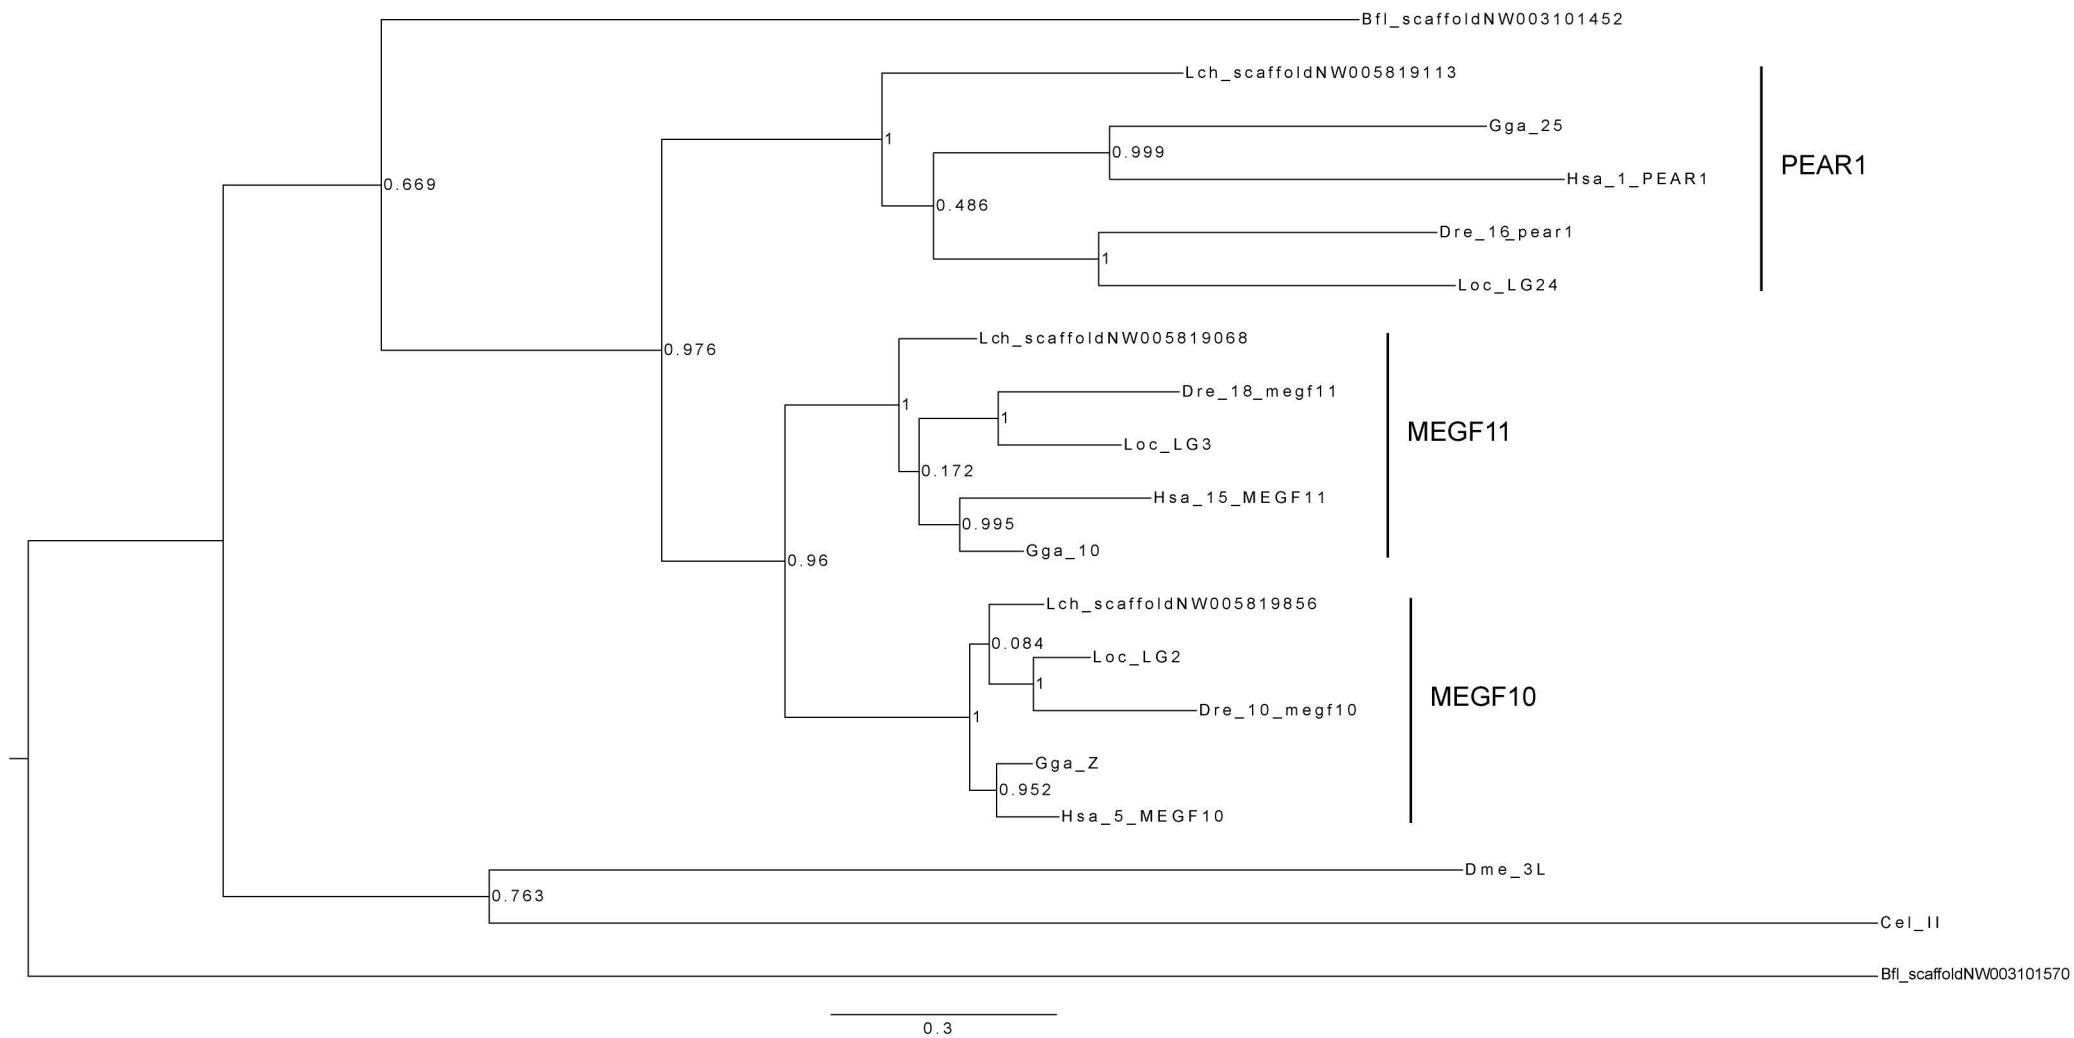 Bfl_scaffoldNW003101452
Lch_scaffoldNW005819113
Gga_25
0.999
1
PEAR1
Hsa_1_PEAR1
0.669
0.486
Dre_16_pear1
1
Loc_LG24
Lch_scaffoldNW005819068
0.976
Dre_18_megf11
1
1
MEGF11
Loc_LG3
0.172
Hsa_15_MEGF11
0.995
Gga_10
0.96
Lch_scaffoldNW005819856
0.084
Loc_LG2
1
MEGF10
Dre_10_megf10
1
Gga_Z
0.952
Hsa_5_MEGF10
Dme_3L
0.763
Cel_II
Bfl_scaffoldNW003101570
0.3